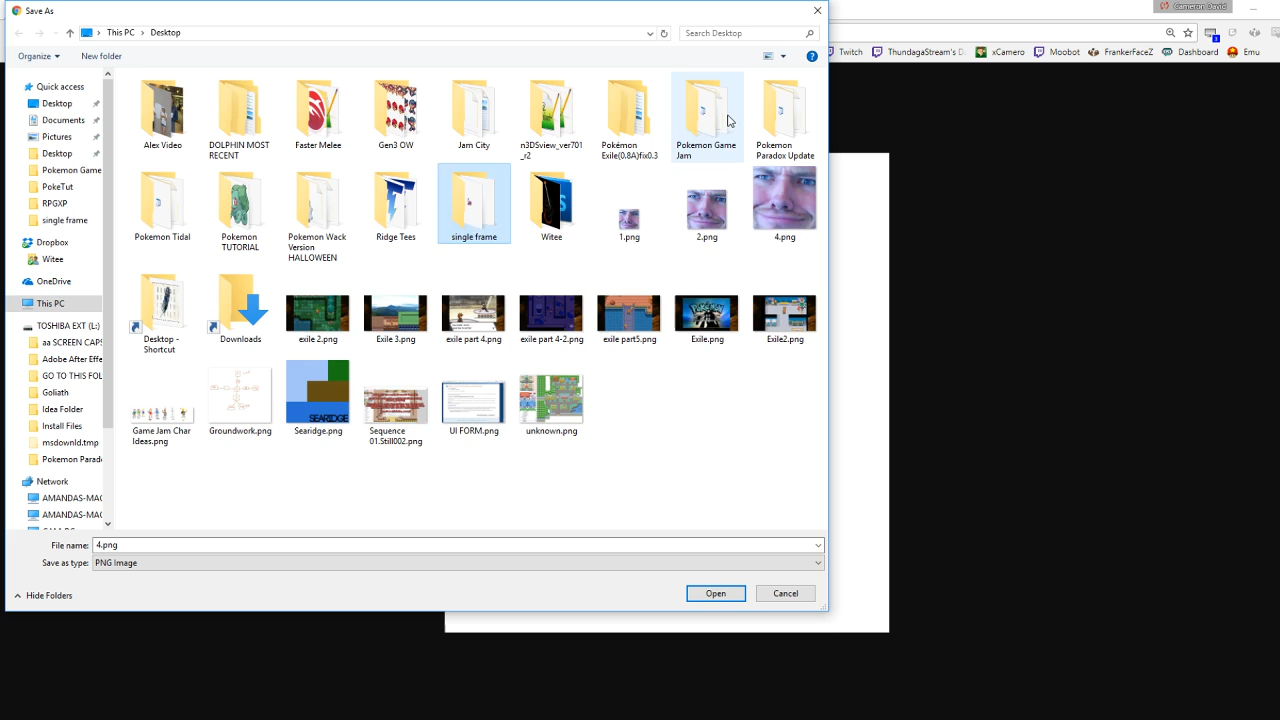 Save As
Cameron David
This PC > Desktop
Search Desktop
Organize
New folder
Twitch
ThundagaStream's D
xCamero
Moobot
FrankerFaceZ
Dashboard
Emu
Quick access
Desktop
Documents
Pictures
Desktop
Pokemon Game
PokeTut
RPGXP
single frame
Dropbox
Witee
OneDrive
This PC
TOSHIBA EXT (L:)
aa SCREEN CAPS
Adobe After Effe
GO TO THIS FOL
Goliath
Idea Folder
Install Files
msdownld.tmp
Pokemon Parad
Network
AMANDAS-MAC
AMANDAS-MAC
Alex Video
DOLPHIN MOST
RECENT
Faster Melee
Gen3 OW
Jam City
n3DSview_ver701
_r2
Pokémon
Exile(0.8A)fix0.3
Pokemon Game
Jam
Pokemon
Paradox Update
Pokemon Tidal
Pokemon
TUTORIAL
Pokemon Wack
Version
HALLOWEEN
Ridge Tees
single frame
Witee
1.png
2.png
4.png
Desktop -
Shortcut
Downloads
exile 2.png
Exile 3.png
exile part 4.png
exile part 4-2.png
exile part5.png
Exile.png
Exile2.png
Game Jam Char
Ideas.png
Groundwork.png
SEARIDGE
Searidge.png
Sequence
01.Still002.png
UI FORM.png
unknown.png
File name: 4.png
Save as type: PNG Image
Hide Folders
Open
Cancel